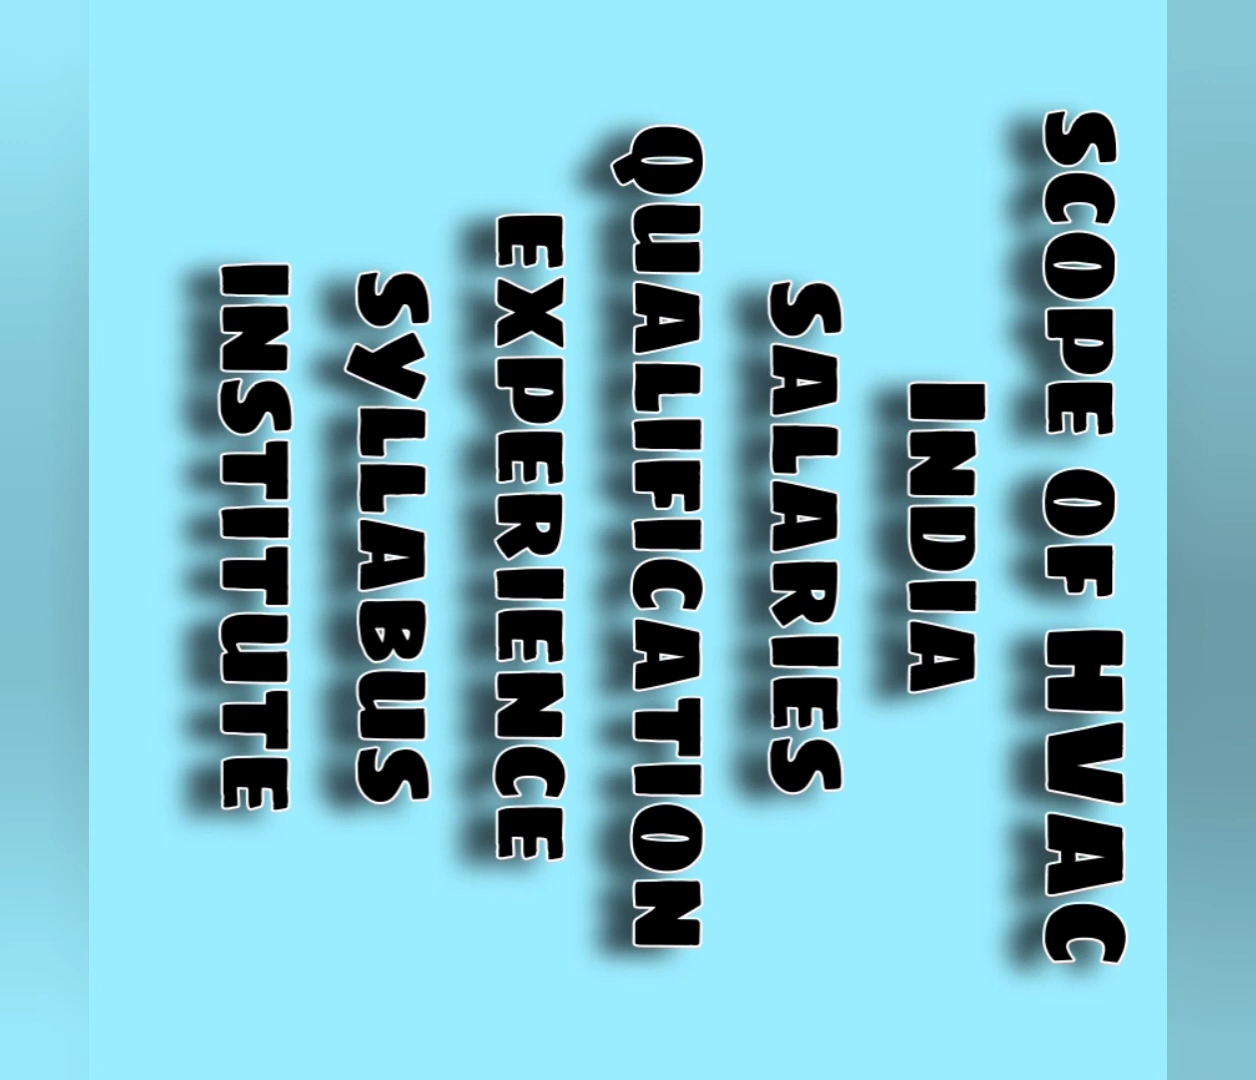 Scope of HVAC
India
Salaries
Qualification
Experience
Syllabus
Institute